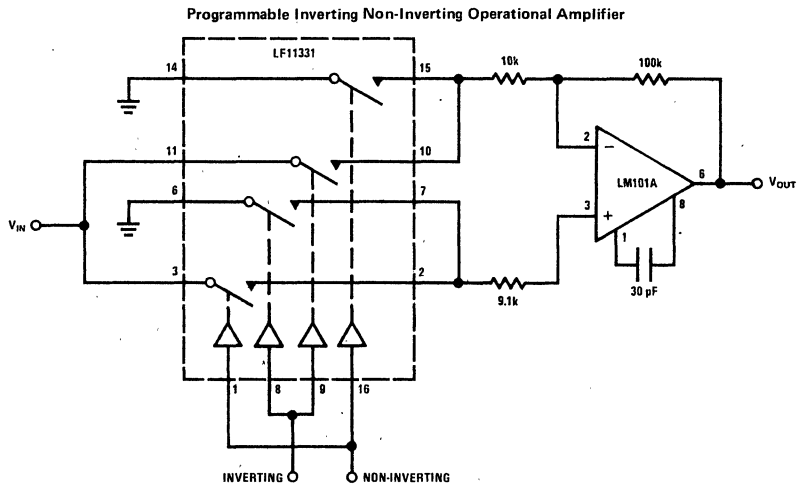 Programmable Inverting Non-Inverting Operational Amplifier
LF11331
14
15
10k
100k
11
10
2
−
6
7
LM101A
6
VOUT
3
+
8
VIN
1
3
2
9.1k
30 pF
1
8
9
16
INVERTING
NON-INVERTING